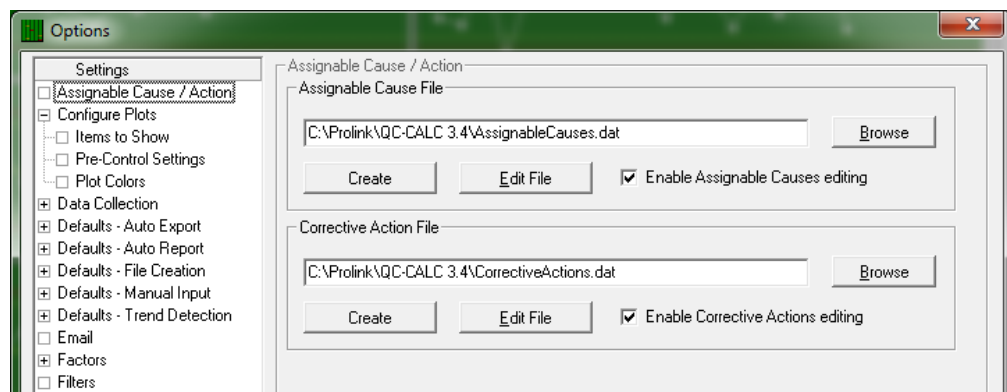 Options
Settings
Assignable Cause / Action
Configure Plots
Items to Show
Pre-Control Settings
Plot Colors
Data Collection
Defaults - Auto Export
Defaults - Auto Report
Defaults - File Creation
Defaults - Manual Input
Defaults - Trend Detection
Email
Factors
Filters
Assignable Cause / Action
Assignable Cause File
C:\Prolink\QC-CALC 3.4\AssignableCauses.dat
Browse
Create
Edit File
Enable Assignable Causes editing
Corrective Action File
C:\Prolink\QC-CALC 3.4\CorrectiveActions.dat
Browse
Create
Edit File
Enable Corrective Actions editing